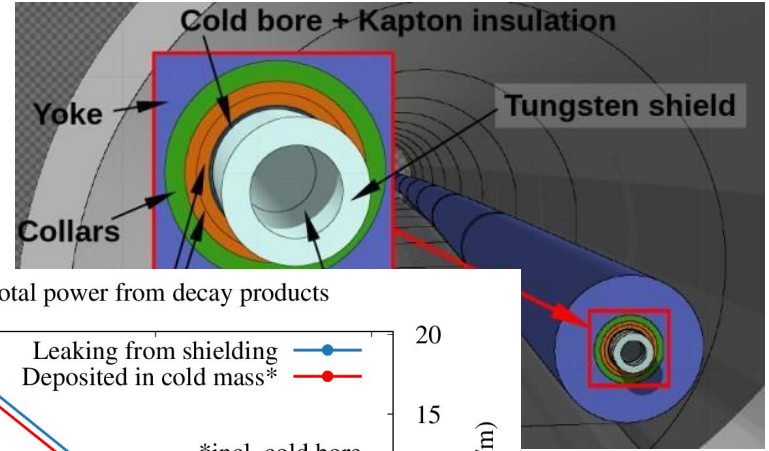 Cold bore + Kapton insulation
Yoke
Tungsten shield
Collars
power from decay products
Leaking from shielding
Deposited in cold mass*
*incl. cold bore
20
15